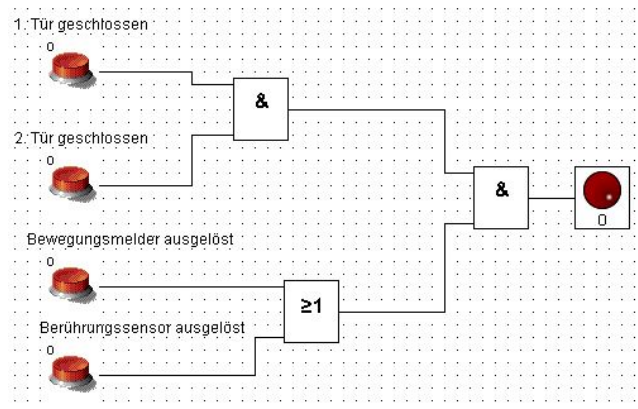 1. Tür geschlossen
0
&
2. Tür geschlossen
0
&
0
Bewegungsmelder ausgelöst
0
≥1
Berührungssensor ausgelöst
0